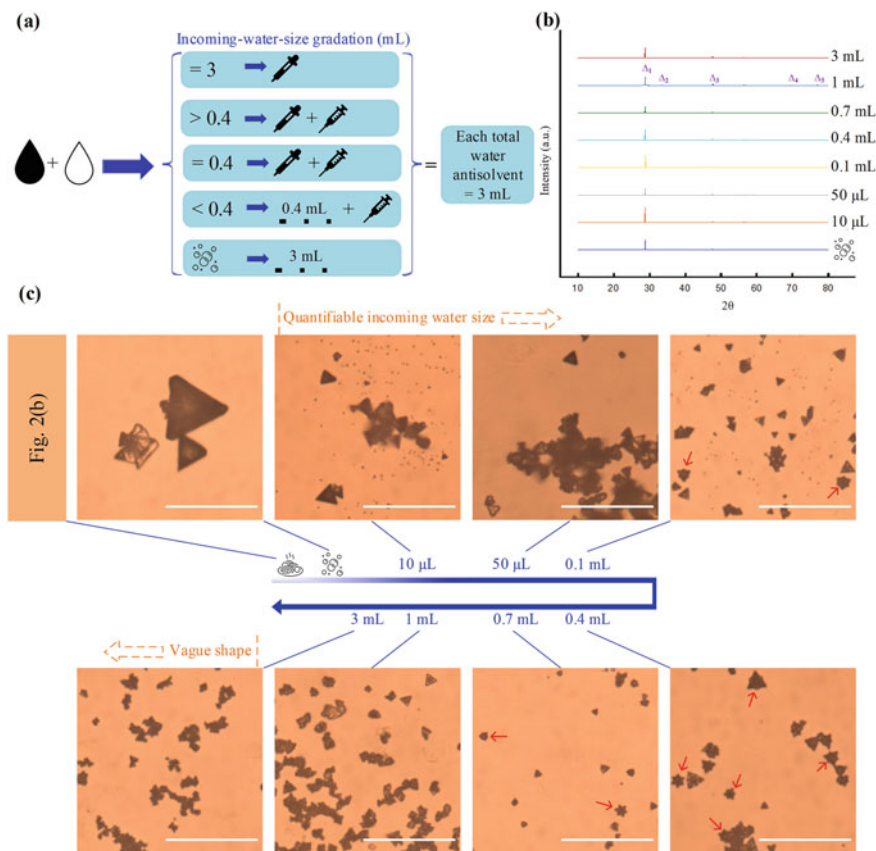 (a)
Incoming-water-size gradation (mL)
= 3
> 0.4
= 0.4
< 0.4
0.4 mL
+
3 mL
+
=
Each total
water
antisolvent
= 3 mL
(b)
Intensity (a.u.)
3 mL
Δ₁
Δ₂
Δ₃
Δ₄
Δ₅
1 mL
0.7 mL
0.4 mL
0.1 mL
50 μL
10 μL
10 20 30 40 50 60 70 80
2θ
(c)
Quantifiable incoming water size
Fig. 2(b)
10 μL 50 μL 0.1 mL
3 mL 1 mL 0.7 mL 0.4 mL
Vague shape